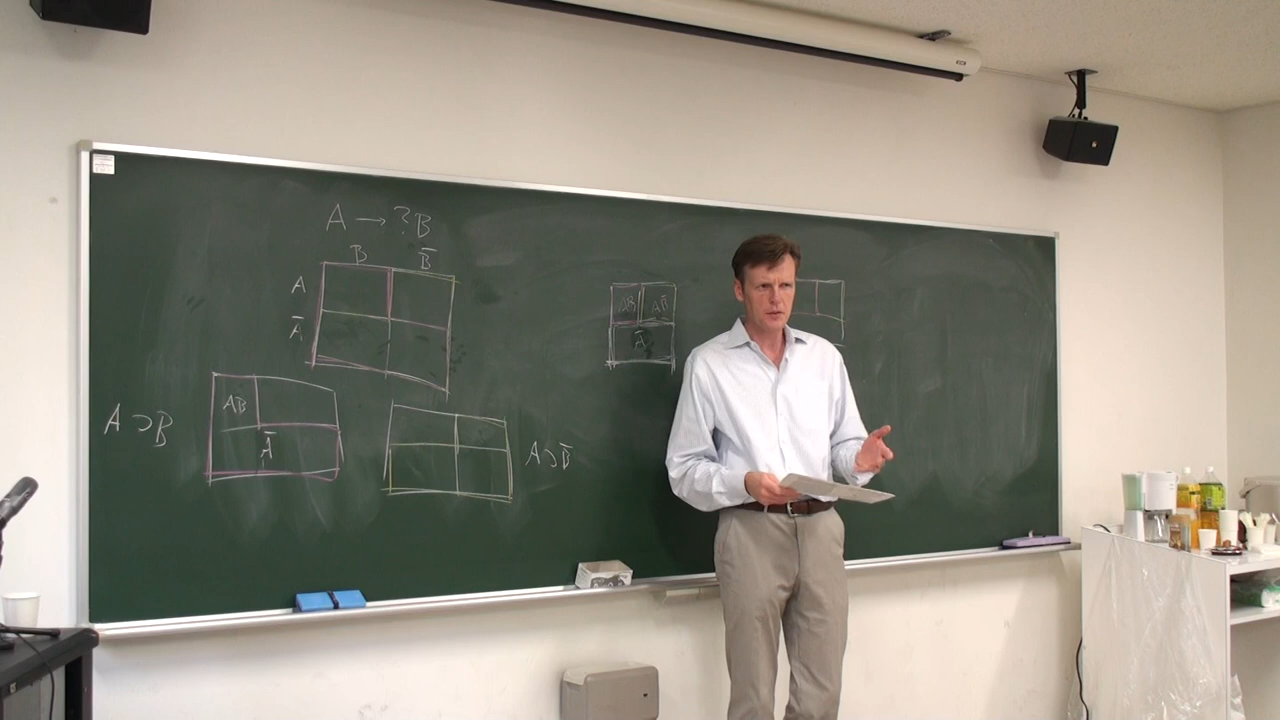 A → ? B
B B̅
A
A̅
AB AB̅
A̅
AB
A̅
A ⊃ B
A ⊃ B̅